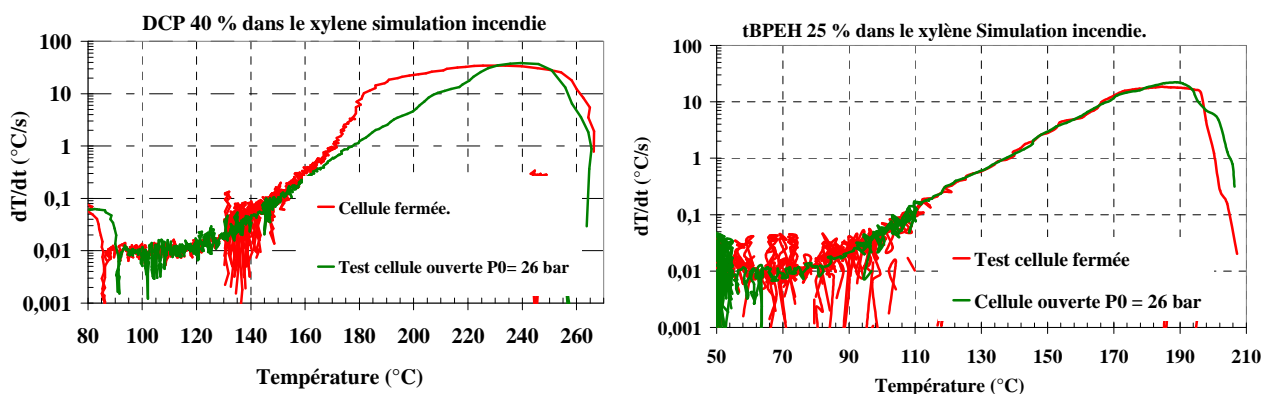 DCP 40 % dans le xylene simulation incendie
100
10
1
0,1
0,01
0,001
dT/dt (°C/s)
Cellule fermée.
Test cellule ouverte P0= 26 bar
80 100 120 140 160 180 200 220 240 260
Température (°C)
tBPEH 25 % dans le xylène Simulation incendie.
100
10
1
0,1
0,01
0,001
dT/dt (°C/s)
Test cellule fermée
Cellule ouverte P0 = 26 bar
50 70 90 110 130 150 170 190 210
Température (°C)